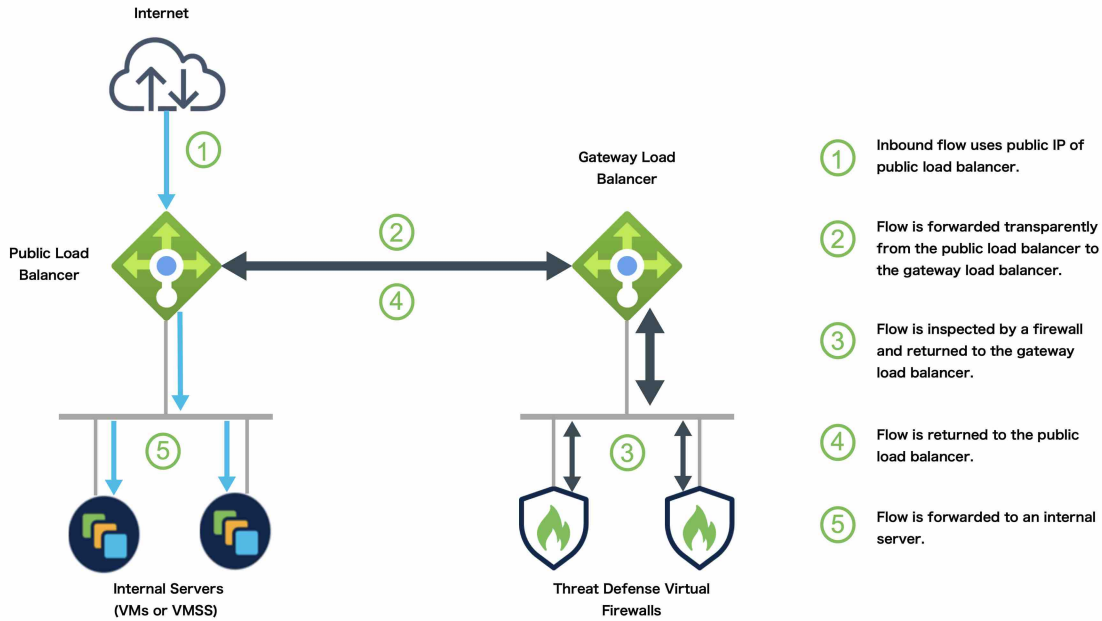 Internet
1
Gateway Load
Balancer
Public Load
Balancer
2
4
5
3
Internal Servers
(VMs or VMSS)
Threat Defense Virtual
Firewalls
1
Inbound flow uses public IP of
public load balancer.
2
Flow is forwarded transparently
from the public load balancer to
the gateway load balancer.
3
Flow is inspected by a firewall
and returned to the gateway
load balancer.
4
Flow is returned to the public
load balancer.
5
Flow is forwarded to an internal
server.